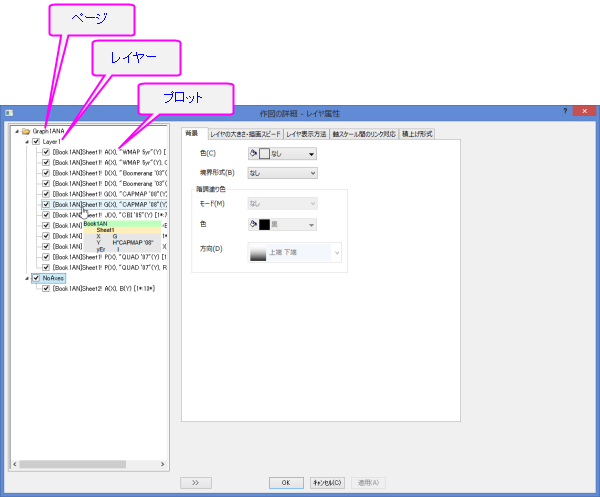 ページ
レイヤー
プロット
作図の詳細 - レイヤ属性
? ×
Graph1ANA
Layer1
[Book1AN]Sheet1! A(X), "WMAP 5yr"(Y) [
[Book1AN]Sheet1! A(X), "WMAP 5yr"(Y),
[Book1AN]Sheet1! D(X), "Boomerang '03"(
[Book1AN]Sheet1! D(X), "Boomerang '03"(
[Book1AN]Sheet1! G(X), "CAPMAP '08"(Y)
[Book1AN]Sheet1! G(X), "CAPMAP '08"(Y,
[Book1AN]Sheet1! J(X), "CBI '05"(Y) [1*:
[Book1AN]
[Book1AN]
[Book1AN]
[Book1AN]Sheet1! P(X), "QUAD '07"(Y) [1
[Book1AN]Sheet1! P(X), "QUAD '07"(Y), R
Book1AN
Sheet1
X G
Y H"CAPMAP '08"
yEr I
NoAxes
[Book1AN]Sheet2! A(X), B(Y) [1*:13*]
背景 レイヤの大きさ・描画スピード レイヤ表示方法 軸スケール間のリンク対応 積上げ形式
色(C) なし
境界形式(B) なし
階調塗り色
モード(M) なし
色 黒
方向(D) 上端 下端
>> OK キャンセル(C) 適用(A)